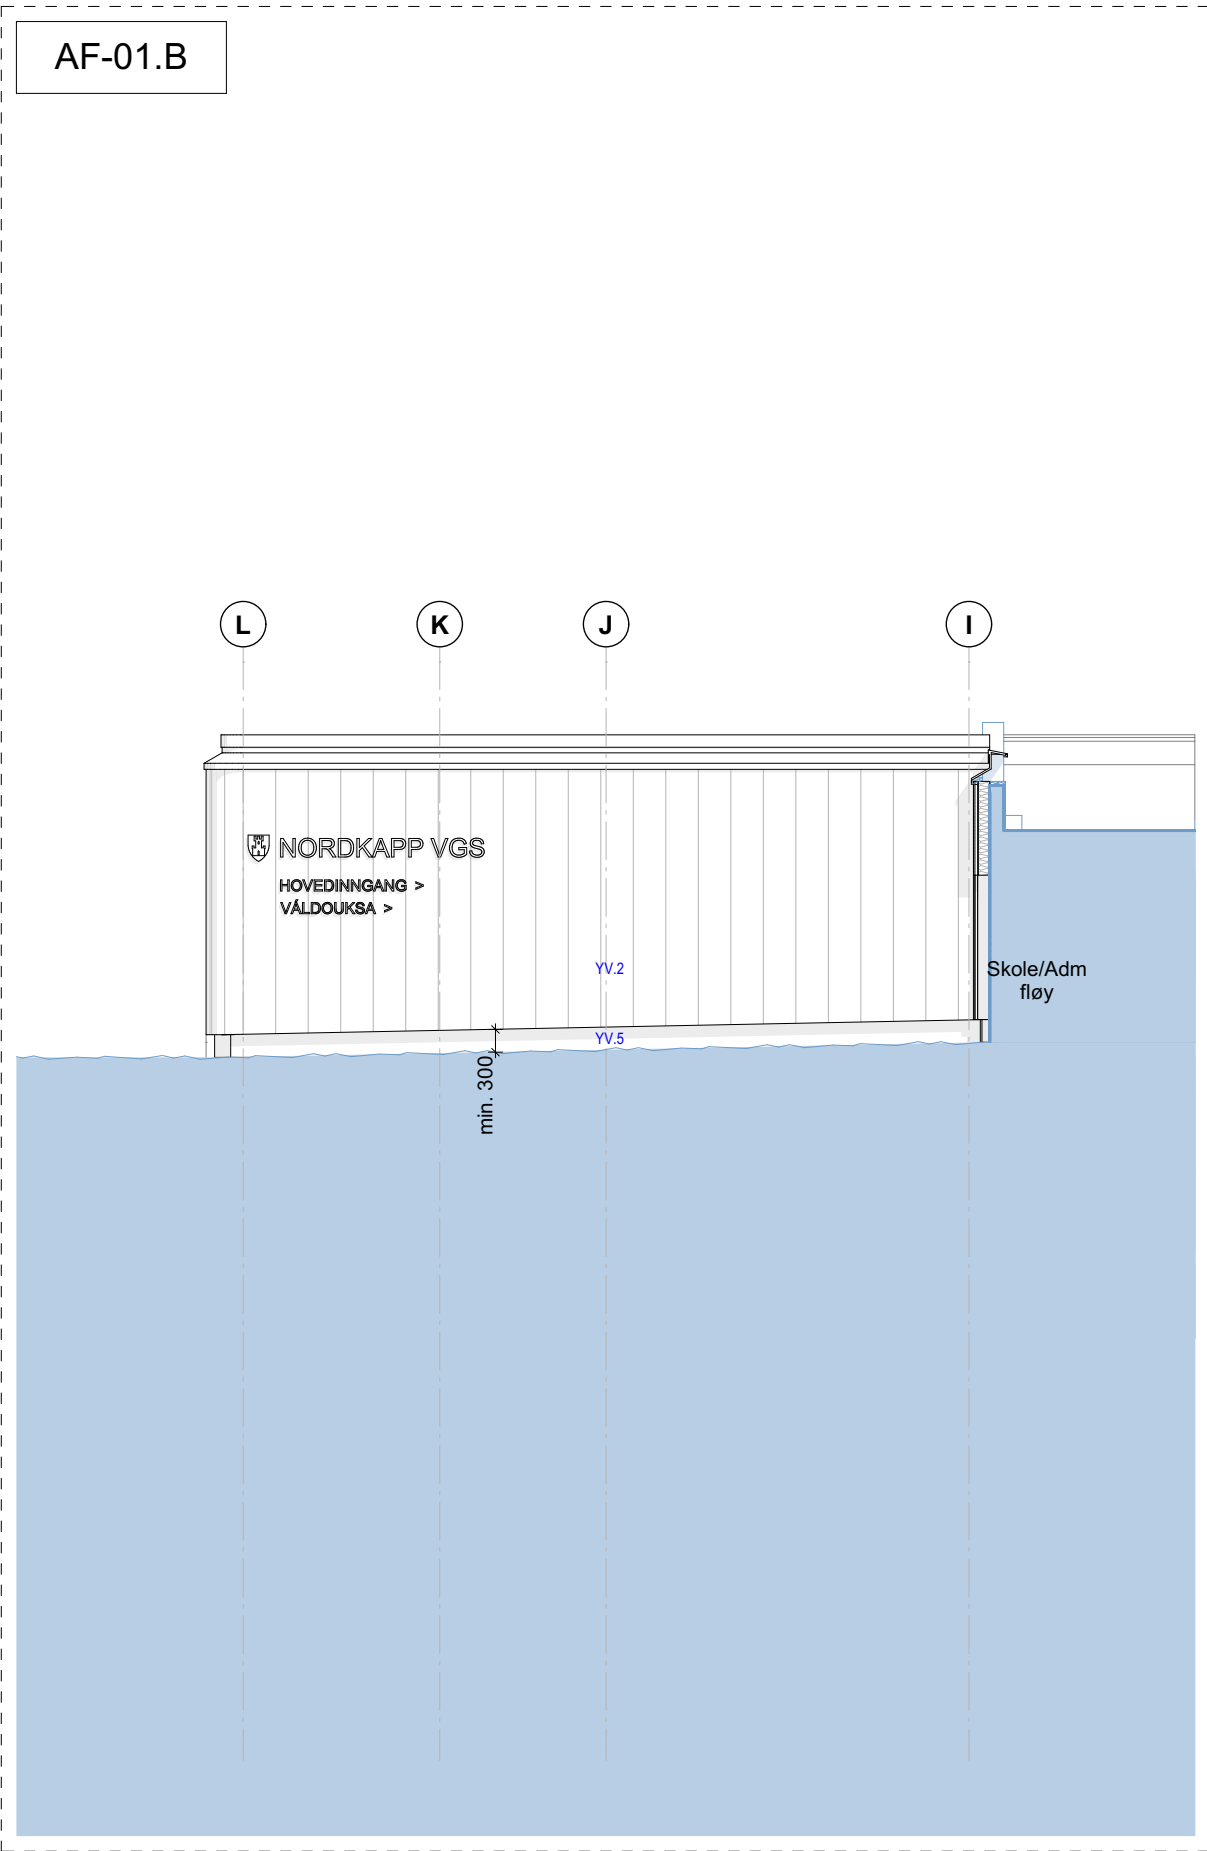 AF-01.B
L K J I
NORDKAPP VGS
HOVEDINNGANG >
VÁLDOUKSA >
YV.2
Skole/Adm
fløy
YV.5
min. 300